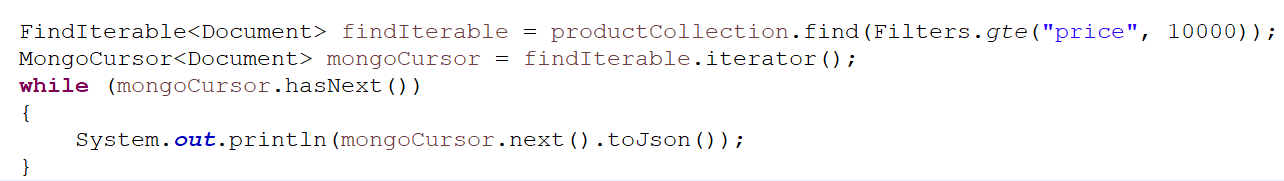 FindIterable<Document> findIterable = productCollection.find(Filters.gte("price", 10000));
MongoCursor<Document> mongoCursor = findIterable.iterator();
while (mongoCursor.hasNext())
{
    System.out.println(mongoCursor.next().toJson());
}